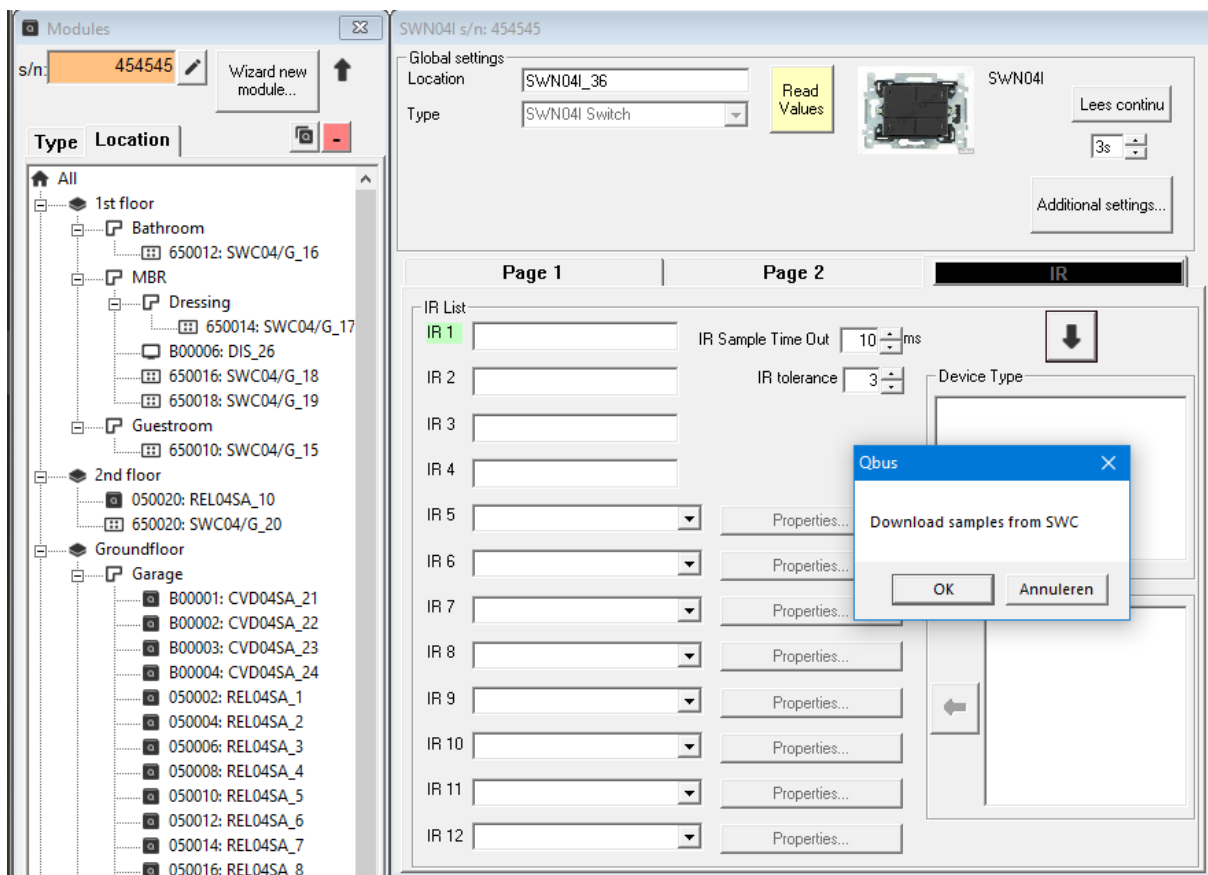 Modules
s/n: 454545
Wizard new
module...
Type Location
-
All
1st floor
Bathroom
650012: SWC04/G_16
MBR
Dressing
650014: SWC04/G_17
B00006: DIS_26
650016: SWC04/G_18
650018: SWC04/G_19
Guestroom
650010: SWC04/G_15
2nd floor
050020: REL04SA_10
650020: SWC04/G_20
Groundfloor
Garage
B00001: CVD04SA_21
B00002: CVD04SA_22
B00003: CVD04SA_23
B00004: CVD04SA_24
050002: REL04SA_1
050004: REL04SA_2
050006: REL04SA_3
050008: REL04SA_4
050010: REL04SA_5
050012: REL04SA_6
050014: REL04SA_7
050016: REL04SA_8
SWN04I s/n: 454545
Global settings
Location SWN04I_36
Type SWN04I Switch
Read
Values
SWN04I
Lees continu
3s
Additional settings...
Page 1 Page 2 IR
IR List
IR 1
IR Sample Time Out 10 ms
IR 2
IR tolerance 3
Device Type
IR 3
IR 4
IR 5 Properties...
IR 6 Properties...
IR 7 Properties...
IR 8 Properties...
IR 9 Properties...
IR 10 Properties...
IR 11 Properties...
IR 12 Properties...
Qbus
Download samples from SWC
OK Annuleren